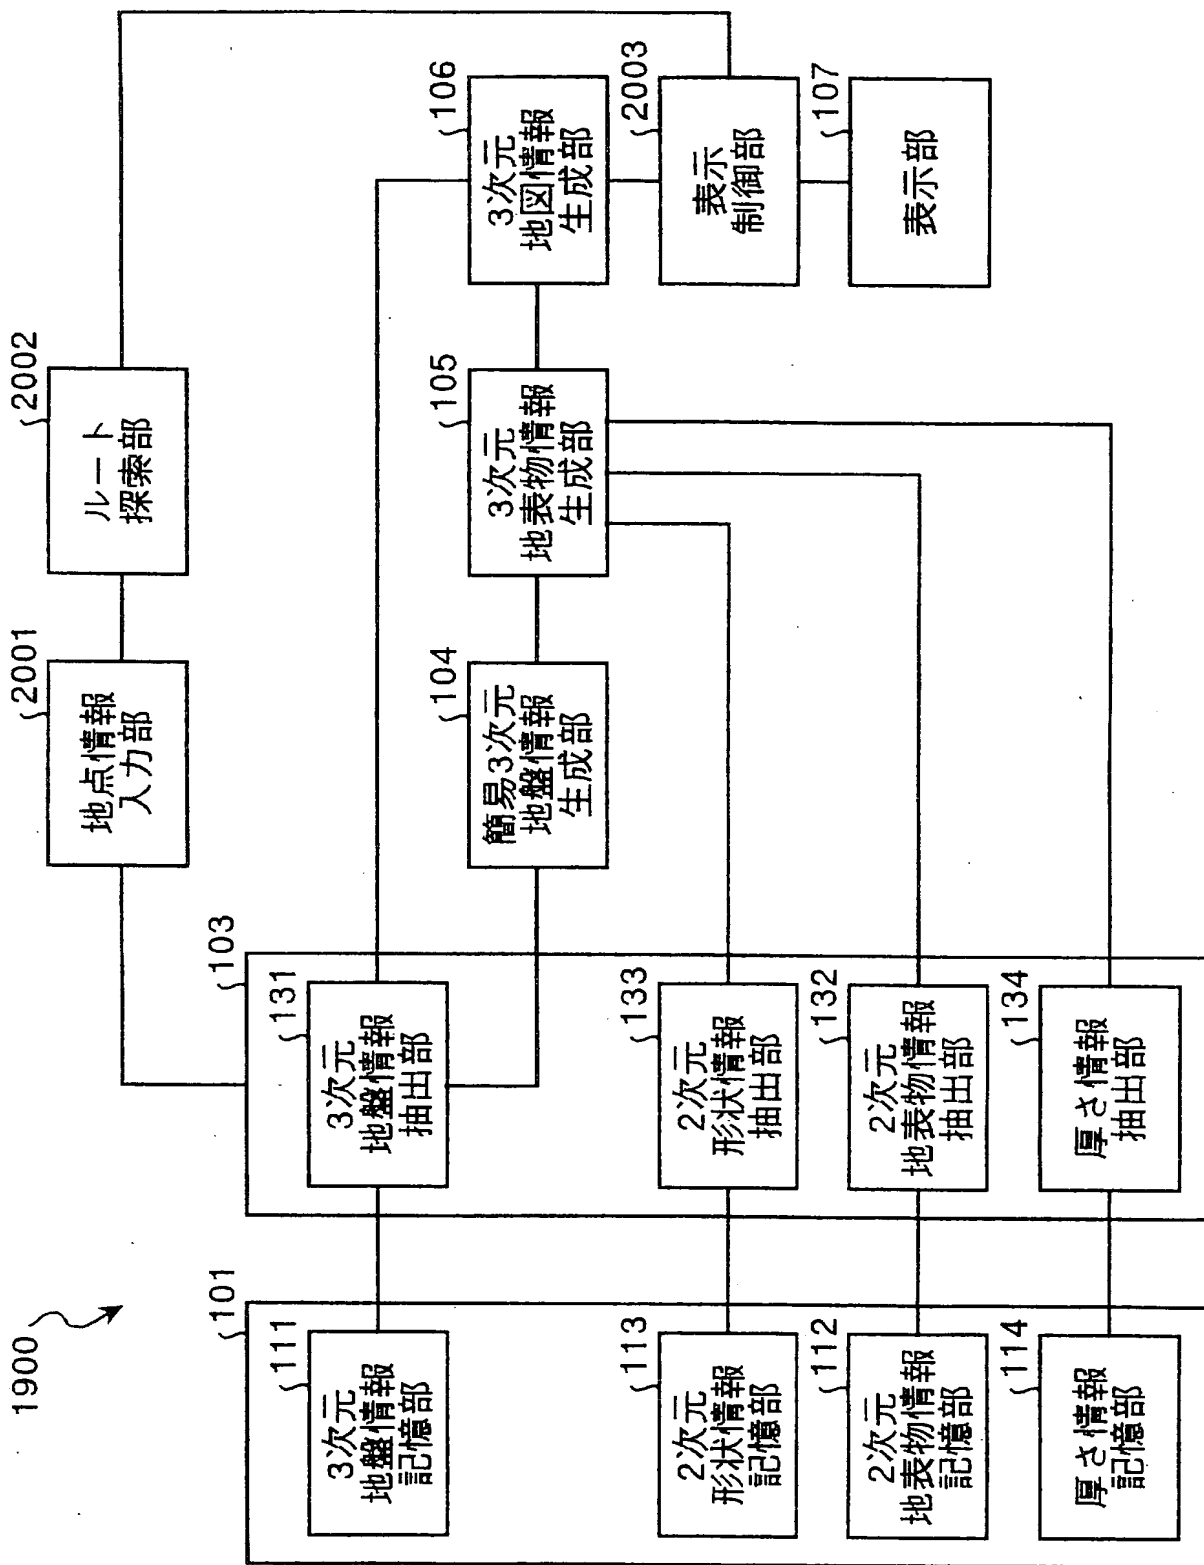 1900
2001
地点情報
入力部
2002
ルート
探索部
101
111
3次元
地盤情報
記憶部
113
2次元
形状情報
記憶部
112
2次元
地表物情報
記憶部
114
厚さ情報
記憶部
103
131
3次元
地盤情報
抽出部
133
2次元
形状情報
抽出部
132
2次元
地表物情報
抽出部
134
厚さ情報
抽出部
104
簡易3次元
地盤情報
生成部
105
3次元
地表物情報
生成部
106
3次元
地図情報
生成部
2003
表示
制御部
107
表示部